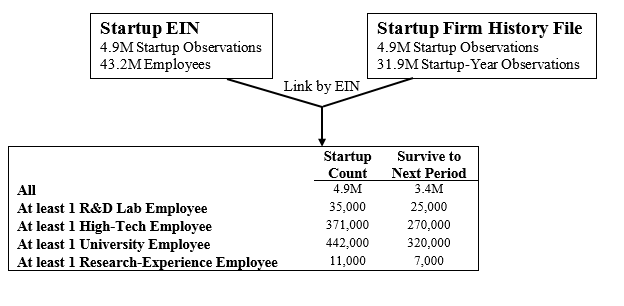 Startup EIN
4.9M Startup Observations
43.2M Employees
Startup Firm History File
4.9M Startup Observations
31.9M Startup-Year Observations
Link by EIN
Startup Count Survive to Next Period
All 4.9M 3.4M
At least 1 R&D Lab Employee 35,000 25,000
At least 1 High-Tech Employee 371,000 270,000
At least 1 University Employee 442,000 320,000
At least 1 Research-Experience Employee 11,000 7,000